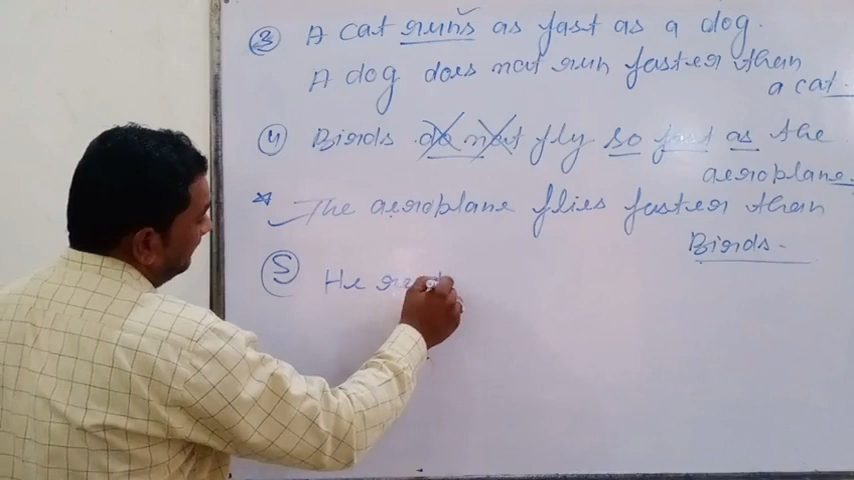 3 A cat runs as fast as a dog.
A dog does not run faster than
a cat.
4 Birds do not fly so fast as the
aeroplane.
The aeroplane flies faster than
Birds.
5 He